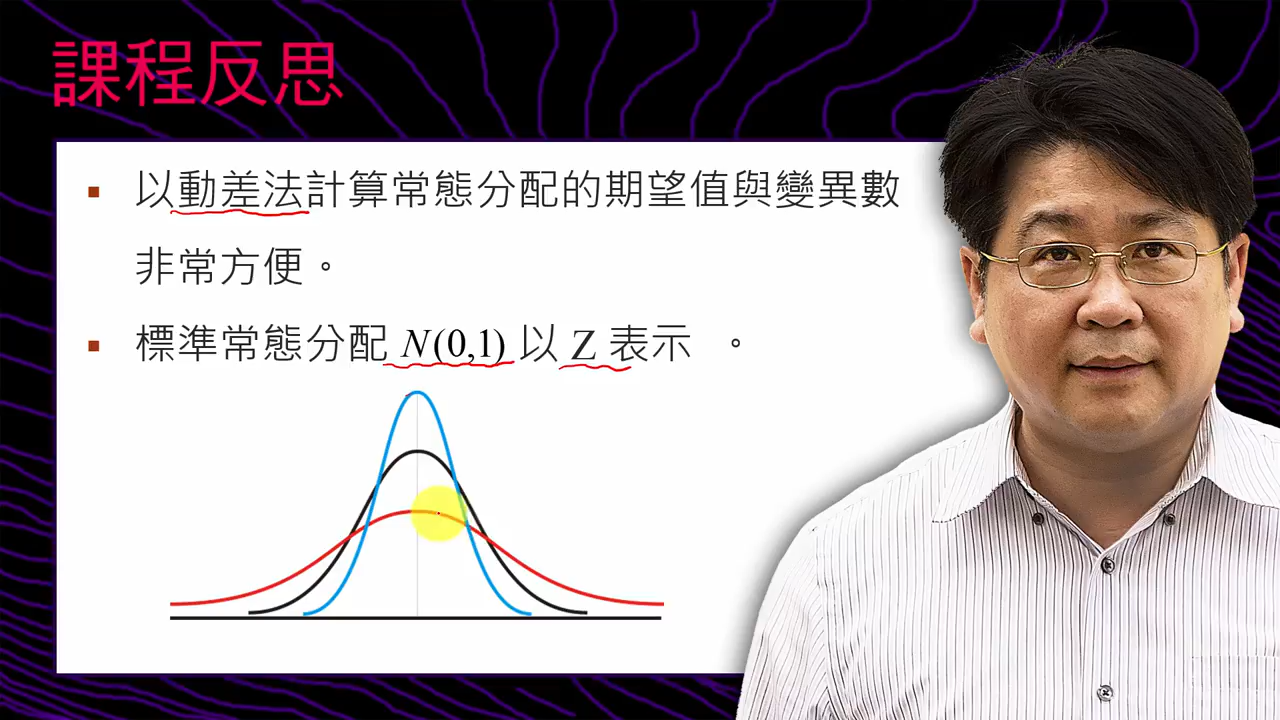 課程反思
▪ 以動差法計算常態分配的期望值與變異數
非常方便。
▪ 標準常態分配 N(0,1) 以 Z 表示 。